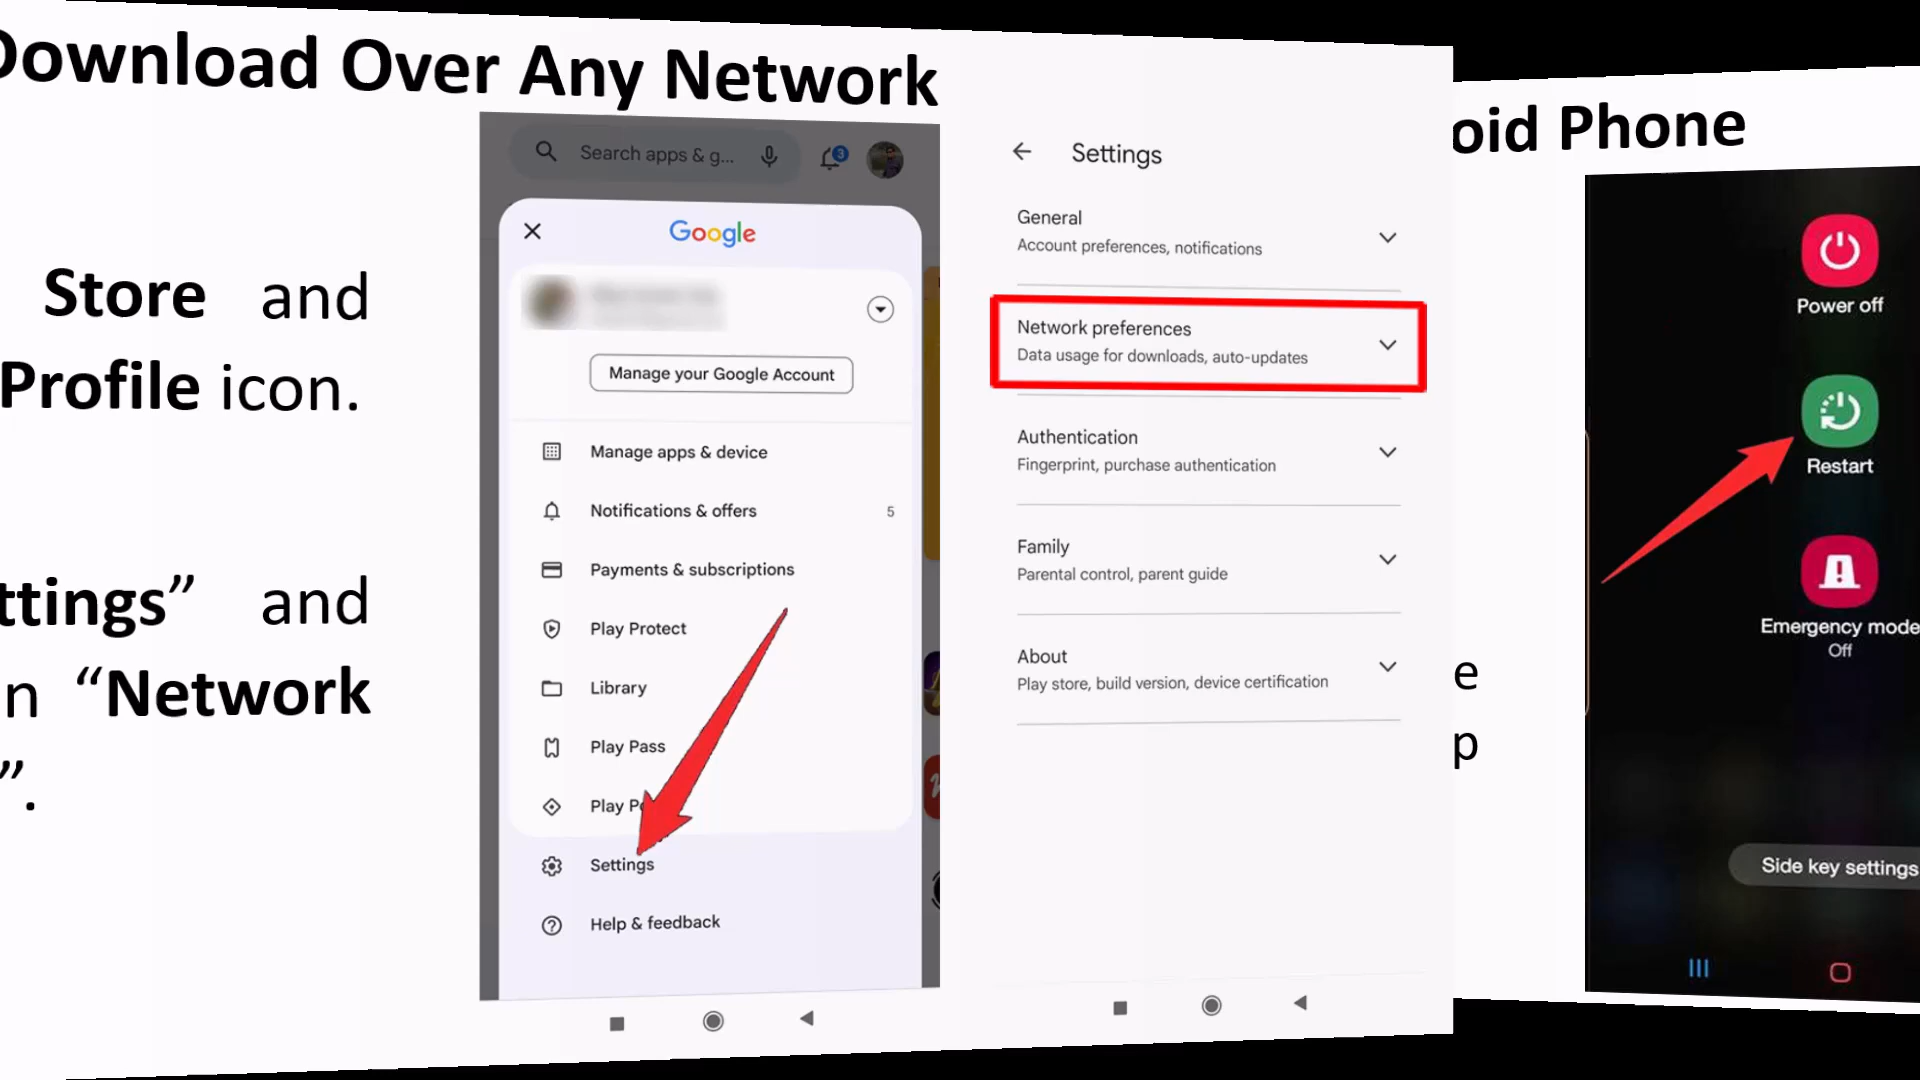 Download Over Any Network
Store and
Profile icon.
ttings” and
n “Network
”.
Search apps & g...
3
Google
Manage your Google Account
Manage apps & device
Notifications & offers 5
Payments & subscriptions
Play Protect
Library
Play Pass
Play P
Settings
Help & feedback
Settings
General
Account preferences, notifications
Network preferences
Data usage for downloads, auto-updates
Authentication
Fingerprint, purchase authentication
Family
Parental control, parent guide
About
Play store, build version, device certification
oid Phone
e
p
Power off
Restart
Emergency mode
Off
Side key settings